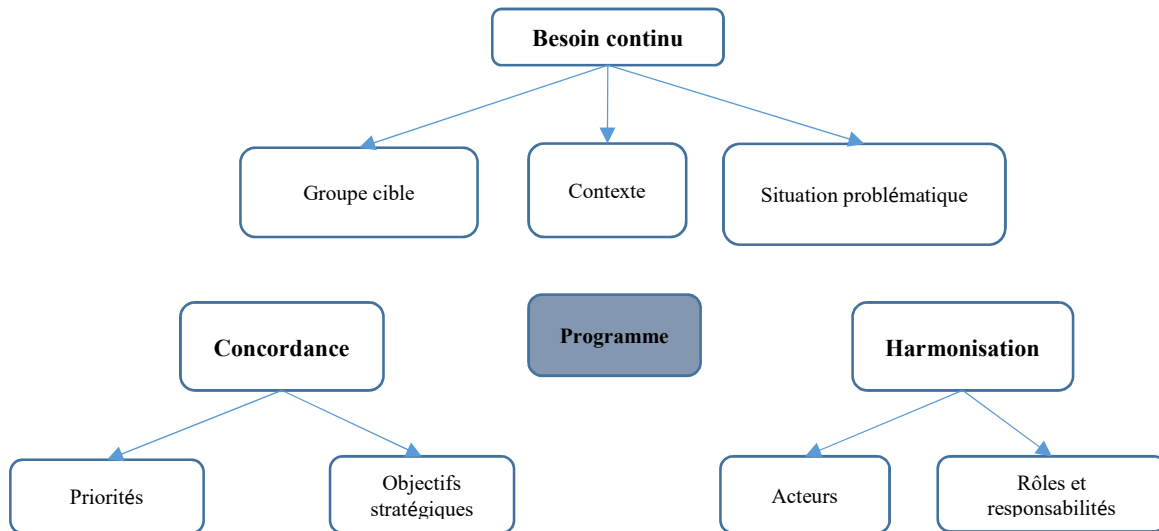 Besoin continu
Groupe cible
Contexte
Situation problématique
Concordance
Programme
Harmonisation
Priorités
Objectifs
stratégiques
Acteurs
Rôles et
responsabilités